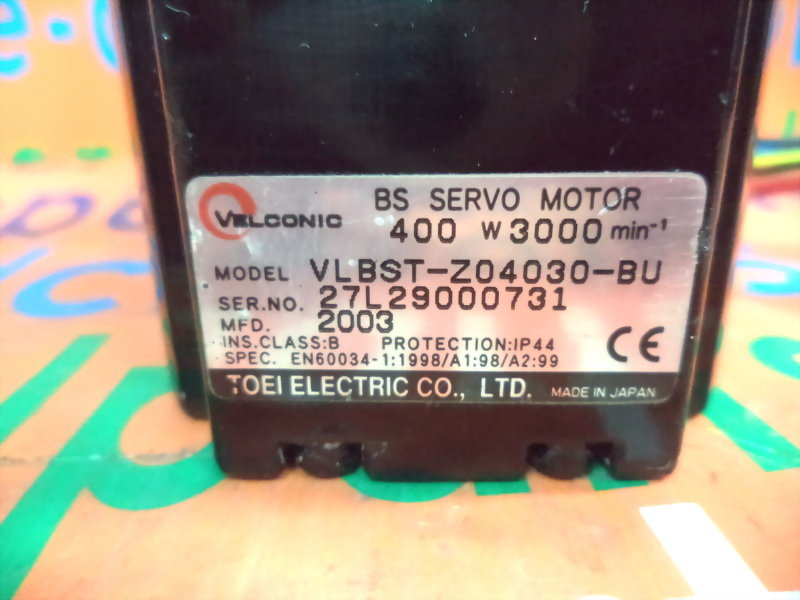 VELCONIC BS SERVO MOTOR
400 W 3000 min⁻¹
MODEL VLBST-Z04030-BU
SER.NO. 27L29000731
MFD. 2003
INS.CLASS:B PROTECTION:IP44
SPEC. EN60034-1:1998/A1:98/A2:99
CE
TOEI ELECTRIC CO., LTD. MADE IN JAPAN